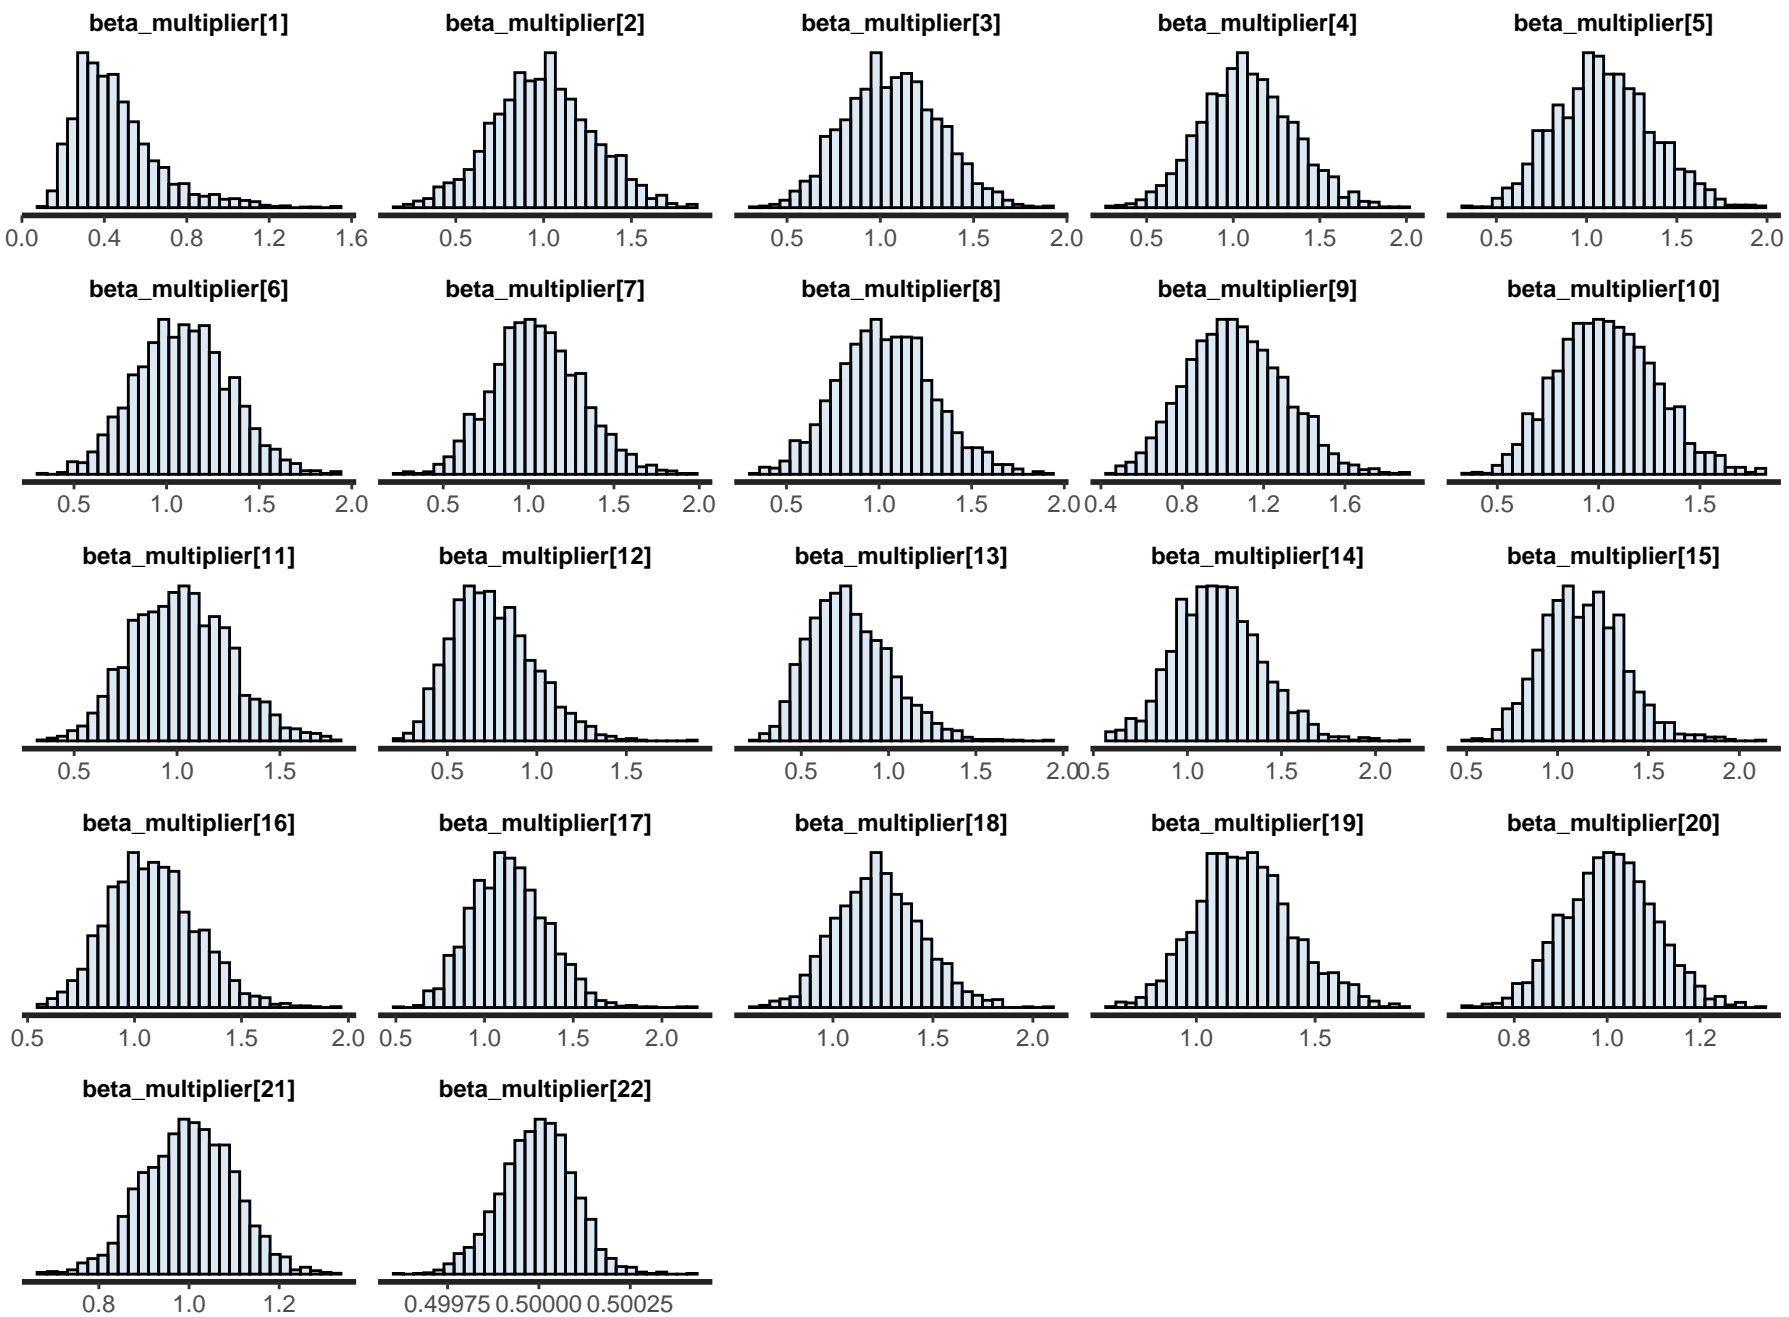 beta_multiplier[1] beta_multiplier[2] beta_multiplier[3] beta_multiplier[4] beta_multiplier[5]
0.0 0.4 0.8 1.2 1.6 0.5 1.0 1.5 0.5 1.0 1.5 2.0 0.5 1.0 1.5 2.0 0.5 1.0 1.5 2.0
beta_multiplier[6] beta_multiplier[7] beta_multiplier[8] beta_multiplier[9] beta_multiplier[10]
0.5 1.0 1.5 2.0 0.5 1.0 1.5 2.0 0.5 1.0 1.5 2.0 0.4 0.8 1.2 1.6 0.5 1.0 1.5
beta_multiplier[11] beta_multiplier[12] beta_multiplier[13] beta_multiplier[14] beta_multiplier[15]
0.5 1.0 1.5 0.5 1.0 1.5 0.5 1.0 1.5 2.0 0.5 1.0 1.5 2.0 0.5 1.0 1.5 2.0
beta_multiplier[16] beta_multiplier[17] beta_multiplier[18] beta_multiplier[19] beta_multiplier[20]
0.5 1.0 1.5 2.0 0.5 1.0 1.5 2.0 1.0 1.5 2.0 1.0 1.5 0.8 1.0 1.2
beta_multiplier[21] beta_multiplier[22]
0.8 1.0 1.2 0.49975 0.50000 0.50025